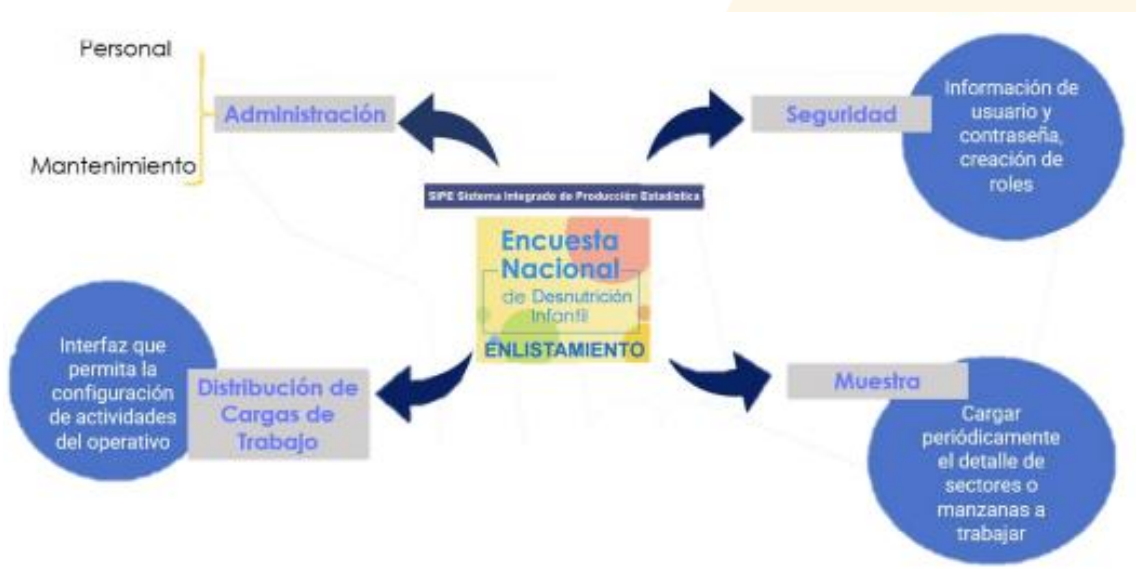 Personal
Administración
Mantenimiento
Seguridad
Información de
usuario y
contraseña,
creación de
roles
SIPE Sistema Integrado de Producción Estadística
Encuesta
Nacional
de Desnutrición
Infantil
ENLISTAMIENTO
Interfaz que
permita la
configuración
de actividades
del operativo
Distribución de
Cargas de
Trabajo
Muestra
Cargar
periódicamente
el detalle de
sectores o
manzanas a
trabajar